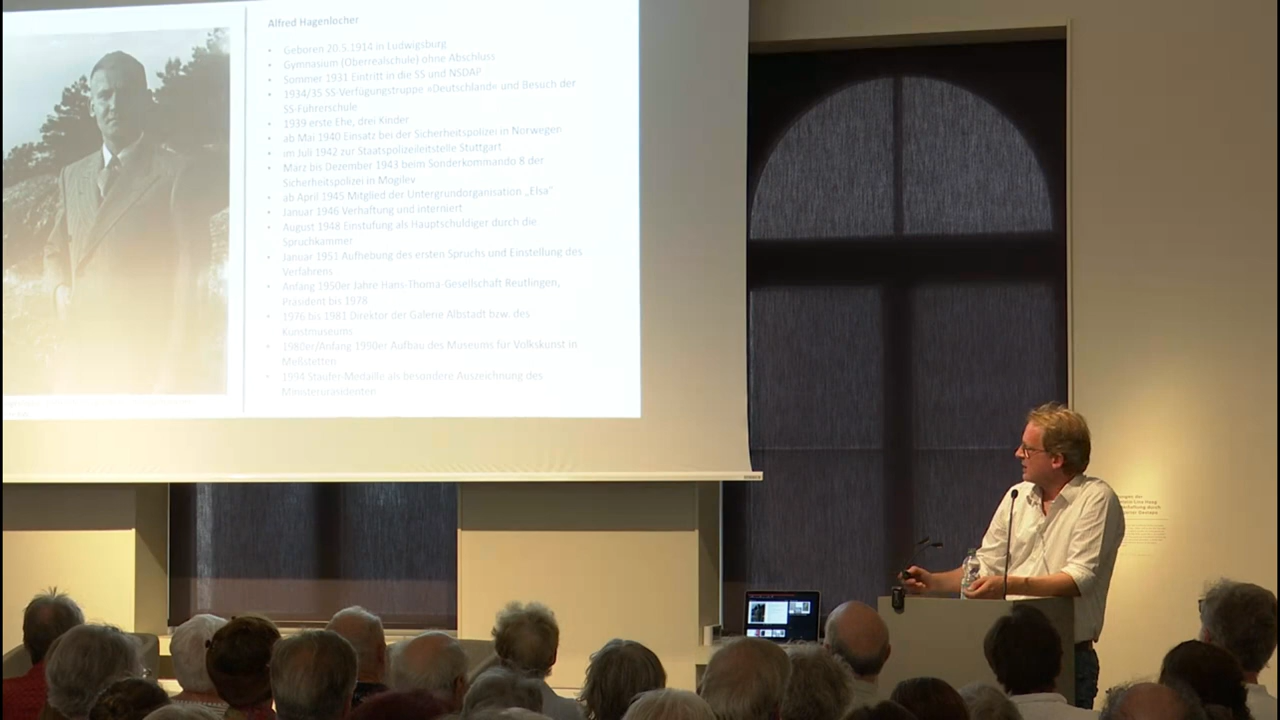 Alfred Hagenlocher
• Geboren 20.5.1914 in Ludwigsburg
• Gymnasium (Oberrealschule) ohne Abschluss
• Sommer 1931 Eintritt in die SS und NSDAP
• 1934/35 SS-Verfügungstruppe »Deutschland« und Besuch der
SS-Führerschule
• 1939 erste Ehe, drei Kinder
• ab Mai 1940 Einsatz bei der Sicherheitspolizei in Norwegen
• im Juli 1942 zur Staatspolizeileitstelle Stuttgart
• März bis Dezember 1943 beim Sonderkommando 8 der
Sicherheitspolizei in Mogilev
• ab April 1945 Mitglied der Untergrundorganisation „Elsa"
• Januar 1946 Verhaftung und interniert
• August 1948 Einstufung als Hauptschuldiger durch die
Spruchkammer
• Januar 1951 Aufhebung des ersten Spruchs und Einstellung des
Verfahrens
• Anfang 1950er Jahre Hans-Thoma-Gesellschaft Reutlingen,
Präsident bis 1978
• 1976 bis 1981 Direktor der Galerie Albstadt bzw. des
Kunstmuseums
• 1980er/Anfang 1990er Aufbau des Museums für Volkskunst in
Meßstetten
• 1994 Staufer-Medaille als besondere Auszeichnung des
Ministerpräsidenten